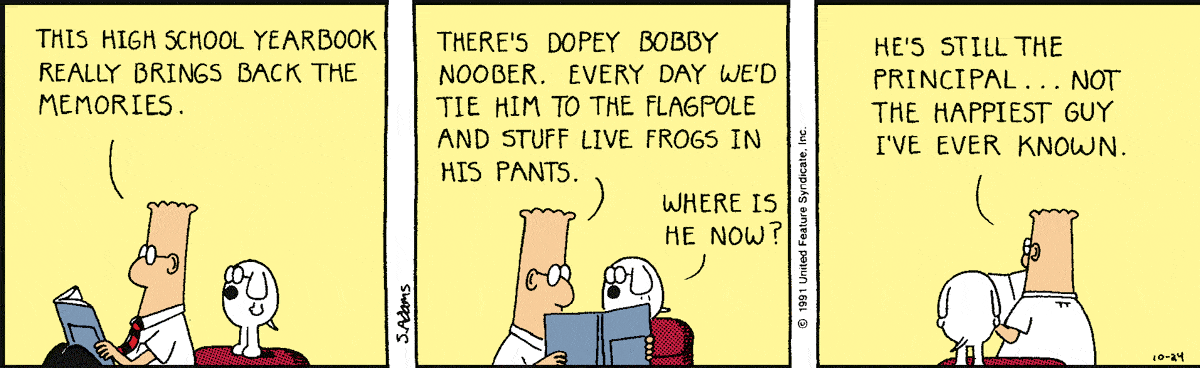 THIS HIGH SCHOOL YEARBOOK
REALLY BRINGS BACK THE
MEMORIES.
S.Adams
THERE'S DOPEY BOBBY
NOOBER. EVERY DAY WE'D
TIE HIM TO THE FLAGPOLE
AND STUFF LIVE FROGS IN
HIS PANTS.
WHERE IS
HE NOW?
© 1991 United Feature Syndicate, Inc.
HE'S STILL THE
PRINCIPAL... NOT
THE HAPPIEST GUY
I'VE EVER KNOWN.
10-24